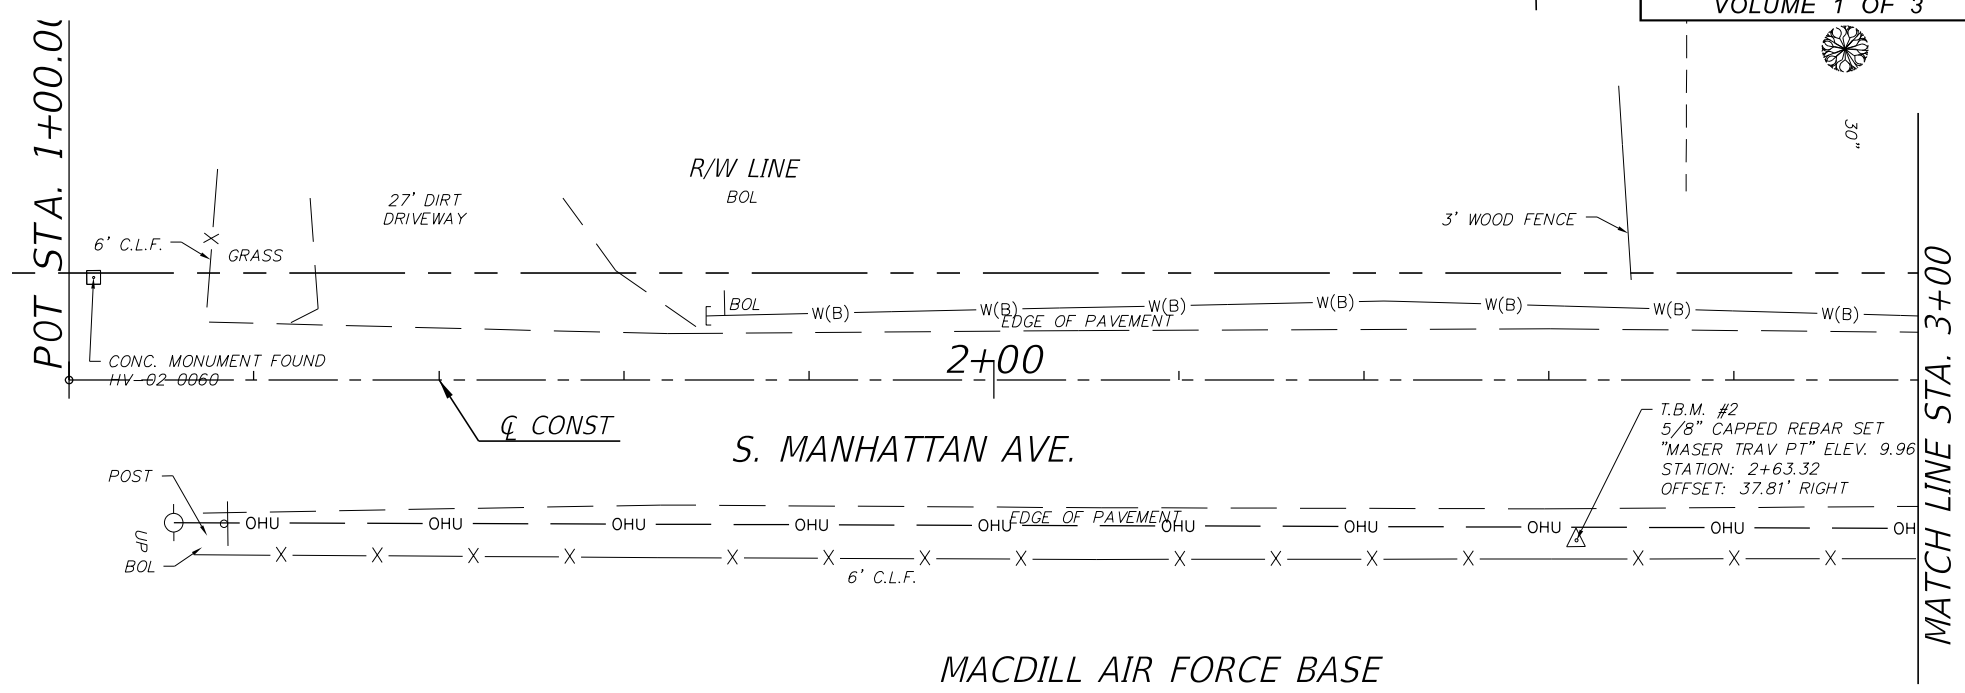 VOLUME 1 OF 3
POT STA. 1+00.00
30"
R/W LINE
BOL
27' DIRT
DRIVEWAY
3' WOOD FENCE
6' C.L.F.
X
GRASS
BOL
W(B) W(B) W(B) W(B) W(B) W(B) W(B)
EDGE OF PAVEMENT
2+00
CONC. MONUMENT FOUND
HV-02 0060
℄ CONST
S. MANHATTAN AVE.
T.B.M. #2
5/8" CAPPED REBAR SET
"MASER TRAV PT" ELEV. 9.96
STATION: 2+63.32
OFFSET: 37.81' RIGHT
MATCH LINE STA. 3+00
POST
EDGE OF PAVEMENT
OHU OHU OHU OHU OHU OHU OHU OHU OHU OH
UP
BOL
X X X X X X X X X X X X X X X
6' C.L.F.
MACDILL AIR FORCE BASE